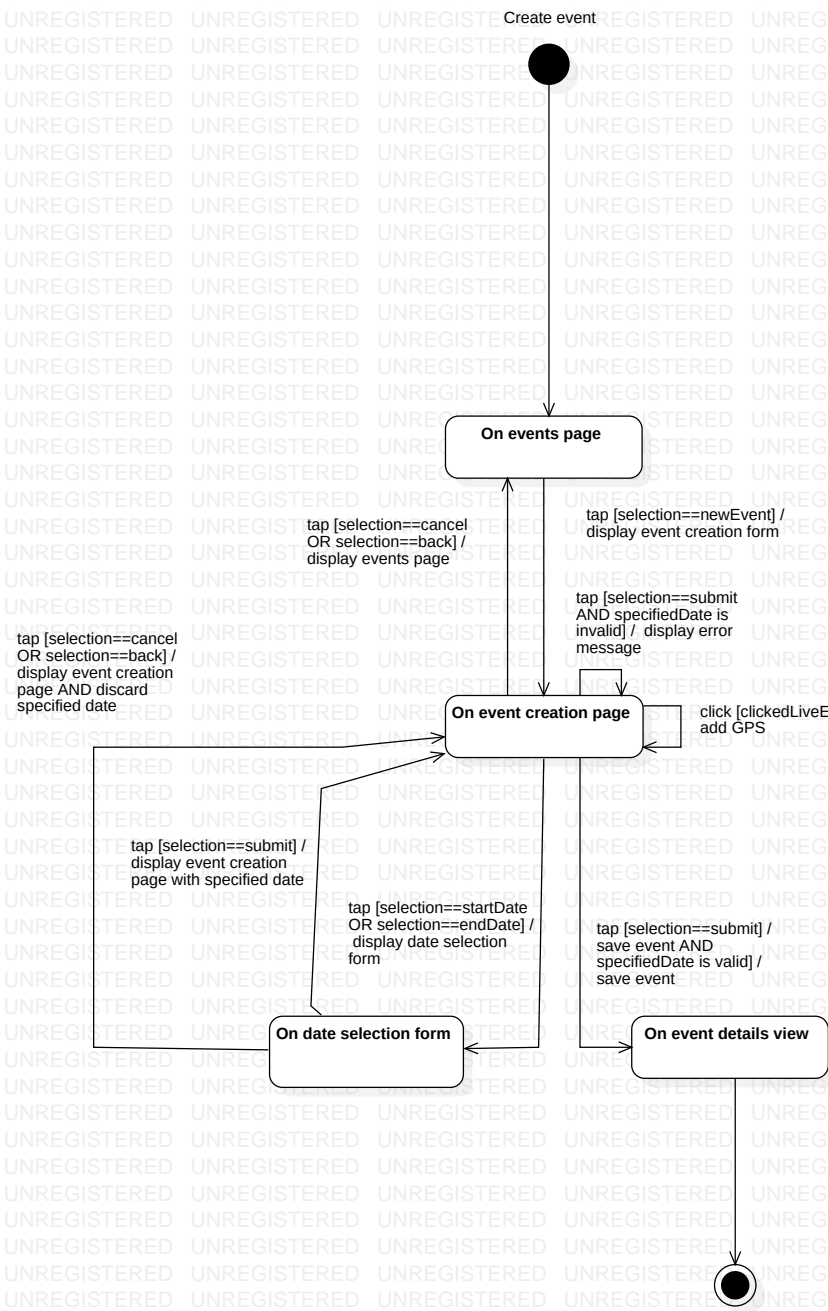 Create event
On events page
tap [selection==cancel
OR selection==back] /
display events page
tap [selection==newEvent] /
display event creation form
tap [selection==submit
AND specifiedDate is
invalid] /  display error
message
tap [selection==cancel
OR selection==back] /
display event creation
page AND discard
specified date
On event creation page
click [clickedLiveE
add GPS
tap [selection==submit] /
display event creation
page with specified date
tap [selection==startDate
OR selection==endDate] /
display date selection
form
tap [selection==submit] /
save event AND
specifiedDate is valid] /
save event
On date selection form
On event details view
UNREGISTERED